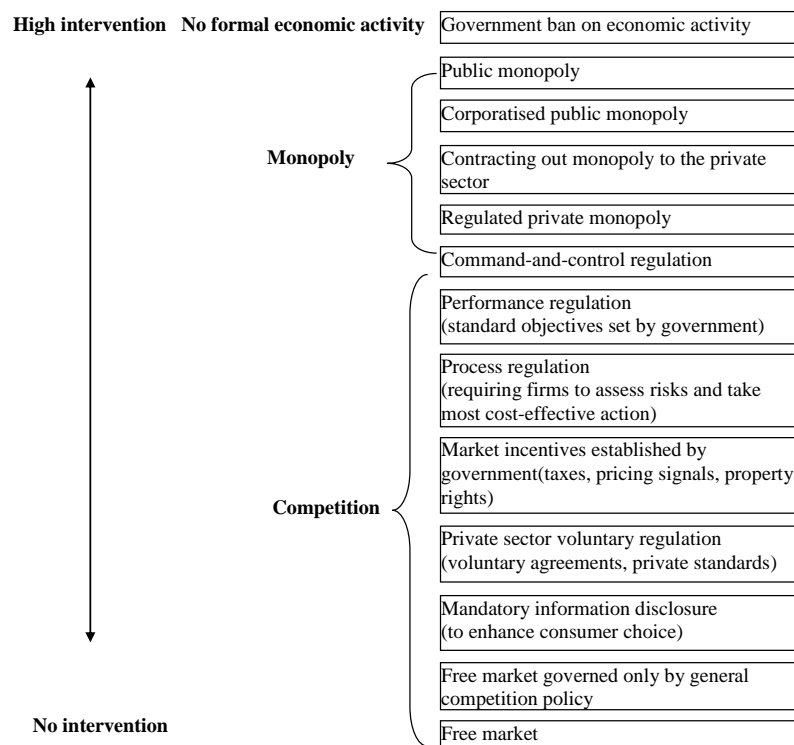 High intervention No formal economic activity Government ban on economic activity
Public monopoly
Corporatised public monopoly
Monopoly
Contracting out monopoly to the private
sector
Regulated private monopoly
Command-and-control regulation
Performance regulation
(standard objectives set by government)
Process regulation
(requiring firms to assess risks and take
most cost-effective action)
Market incentives established by
government(taxes, pricing signals, property
rights)
Competition
Private sector voluntary regulation
(voluntary agreements, private standards)
Mandatory information disclosure
(to enhance consumer choice)
Free market governed only by general
competition policy
No intervention
Free market